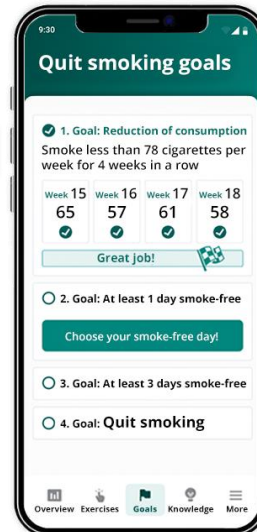 9:30
Quit smoking goals
1. Goal: Reduction of consumption
Smoke less than 78 cigarettes per
week for 4 weeks in a row
Week 15 Week 16 Week 17 Week 18
65 57 61 58
Great job!
2. Goal: At least 1 day smoke-free
Choose your smoke-free day!
3. Goal: At least 3 days smoke-free
4. Goal: Quit smoking
Overview Exercises Goals Knowledge More